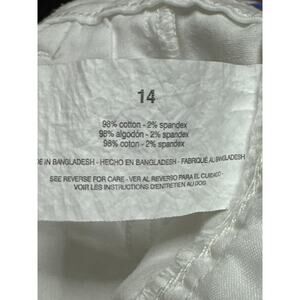 14
98% cotton - 2% spandex
98% algodón - 2% spandex
98% coton - 2% spandex
DE IN BANGLADESH - HECHO EN BANGLADESH - FABRIQUÉ AU BANGLADESH
SEE REVERSE FOR CARE - VER AL REVERSO PARA EL CUIDADO -
VOIR LES INSTRUCTIONS D'ENTRETIEN AU DOS.